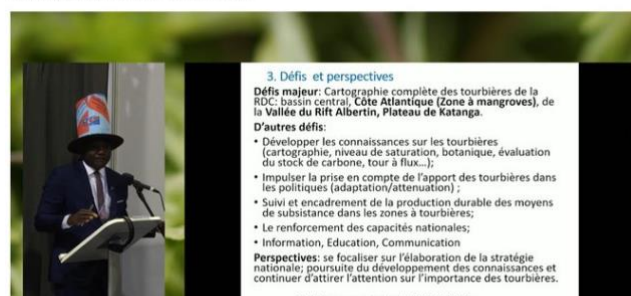 3. Défis et perspectives
Défis majeur: Cartographie complète des tourbières de la
RDC: bassin central, Côte Atlantique (Zone à mangroves), de
la Vallée du Rift Albertin, Plateau de Katanga.
D'autres défis:
• Développer les connaissances sur les tourbières
(cartographie, niveau de saturation, botanique, évaluation
du stock de carbone, tour à flux...);
• Impulser la prise en compte de l'apport des tourbières dans
les politiques (adaptation/attenuation) ;
• Suivi et encadrement de la production durable des moyens
de subsistance dans les zones à tourbières;
• Le renforcement des capacités nationales;
• Information, Education, Communication
Perspectives: se focaliser sur l'élaboration de la stratégie
nationale; poursuite du développement des connaissances et
continuer d'attirer l'attention sur l'importance des tourbières.